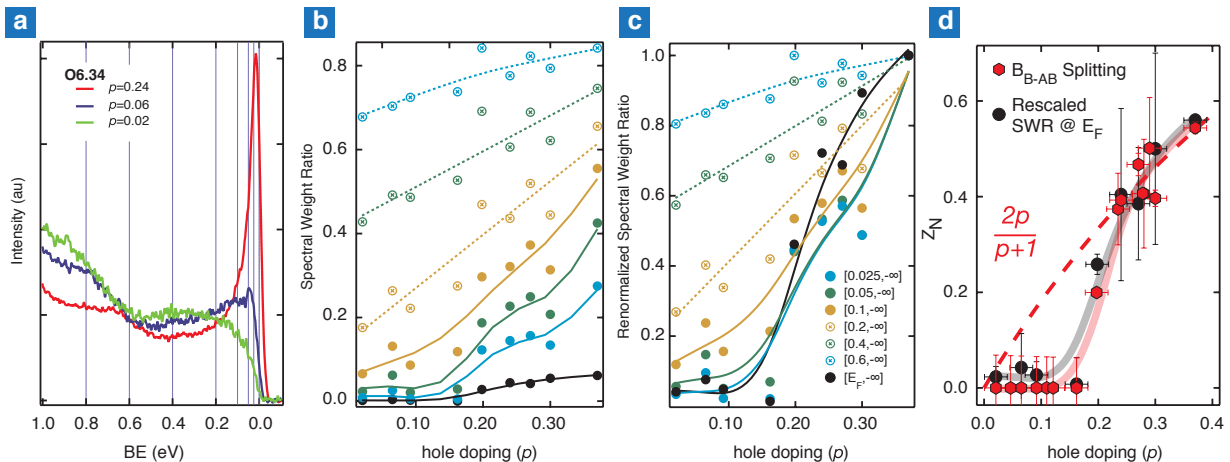 a
O6.34
p=0.24
p=0.06
p=0.02
Intensity (au)
1.0 0.8 0.6 0.4 0.2 0.0
BE (eV)
b
Spectral Weight Ratio
0.8
0.6
0.4
0.2
0.0
0.10 0.20 0.30
hole doping (p)
c
Renormalized Spectral Weight Ratio
1.0
0.8
0.6
0.4
0.2
[0.025,-∞]
[0.05,-∞]
[0.1,-∞]
[0.2,-∞]
[0.4,-∞]
[0.6,-∞]
[EF,-∞]
0.10 0.20 0.30
hole doping (p)
d
BB-AB Splitting
Rescaled
SWR @ EF
ZN
0.6
0.4
0.2
0.0
2p
p+1
0.0 0.1 0.2 0.3 0.4
hole doping (p)